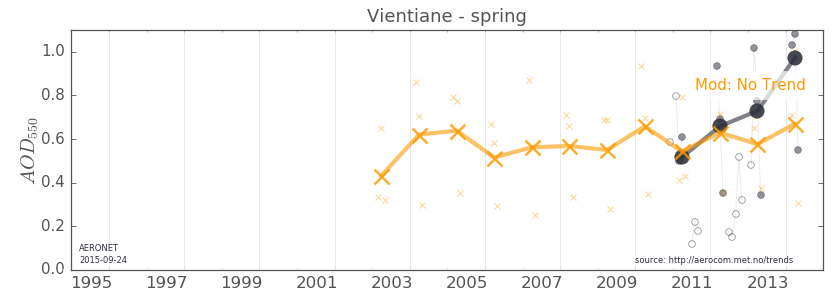 Vientiane - spring
1.0
0.8
0.6
0.4
0.2
0.0
AOD550
Mod: No Trend
AERONET
2015-09-24
source: http://aerocom.met.no/trends
1995 1997 1999 2001 2003 2005 2007 2009 2011 2013